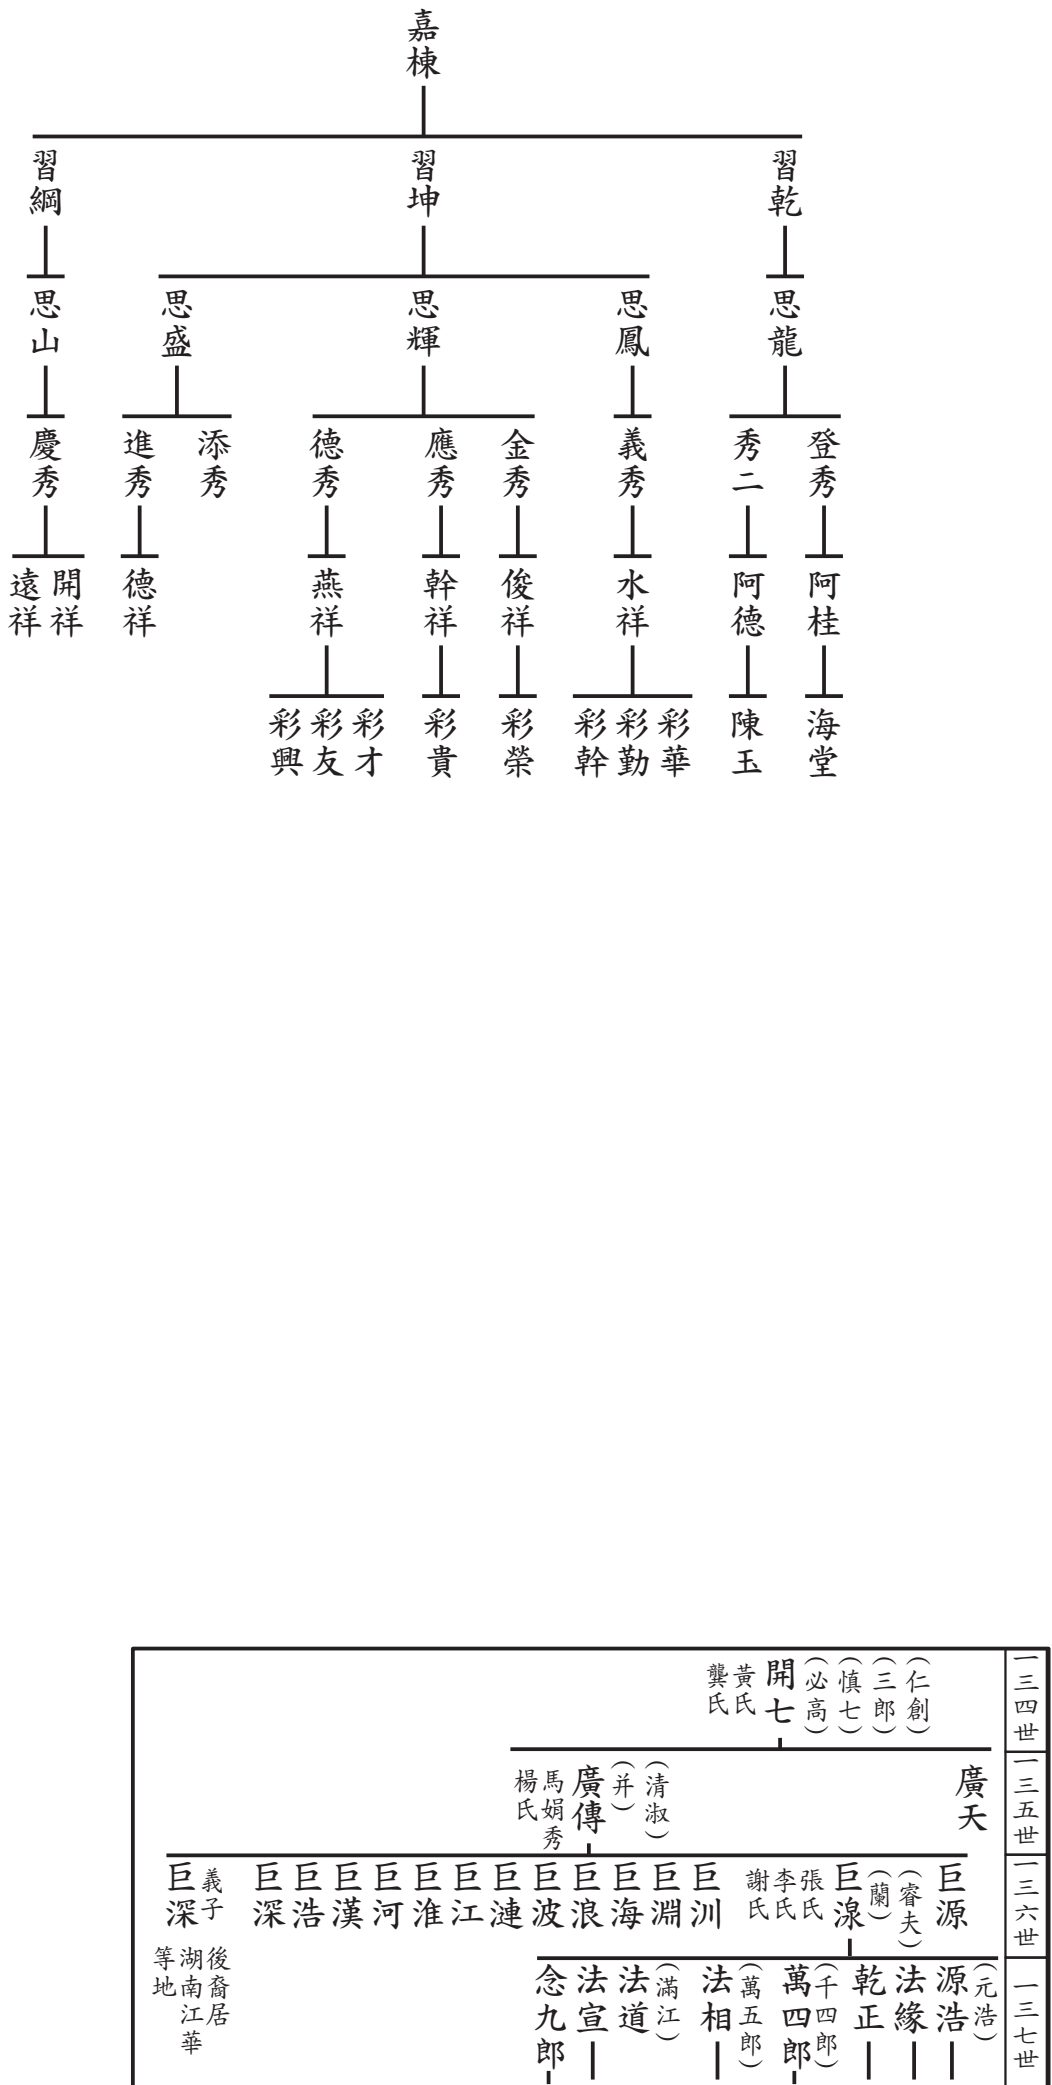 嘉棟
習乾
習坤
習綱
思龍
思鳳
思輝
思盛
思山
登秀
秀二
義秀
金秀
應秀
德秀
添秀
進秀
慶秀
阿桂
阿德
水祥
俊祥
幹祥
燕祥
德祥
開祥
遠祥
海堂
陳玉
彩華
彩勤
彩幹
彩榮
彩貴
彩才
彩友
彩興
一三四世
(仁創)
(三郎)
(慎七)
(必高)
開七
黃氏
龔氏
一三五世
廣天
(清淑)
(并)
廣傳
馬娟秀
楊氏
一三六世
巨源
(睿夫)
(蘭)
巨湶
張氏
李氏
謝氏
巨汌
巨淵
巨海
巨浪
巨波
巨漣
巨江
巨淮
巨河
巨漢
巨浩
巨深
義子
巨深
後裔居
湖南江華
等地
一三七世
(元浩)
源浩
法緣
乾正
(千四郎)
萬四郎
(萬五郎)
法相
(滿江)
法道
法宣
念九郎